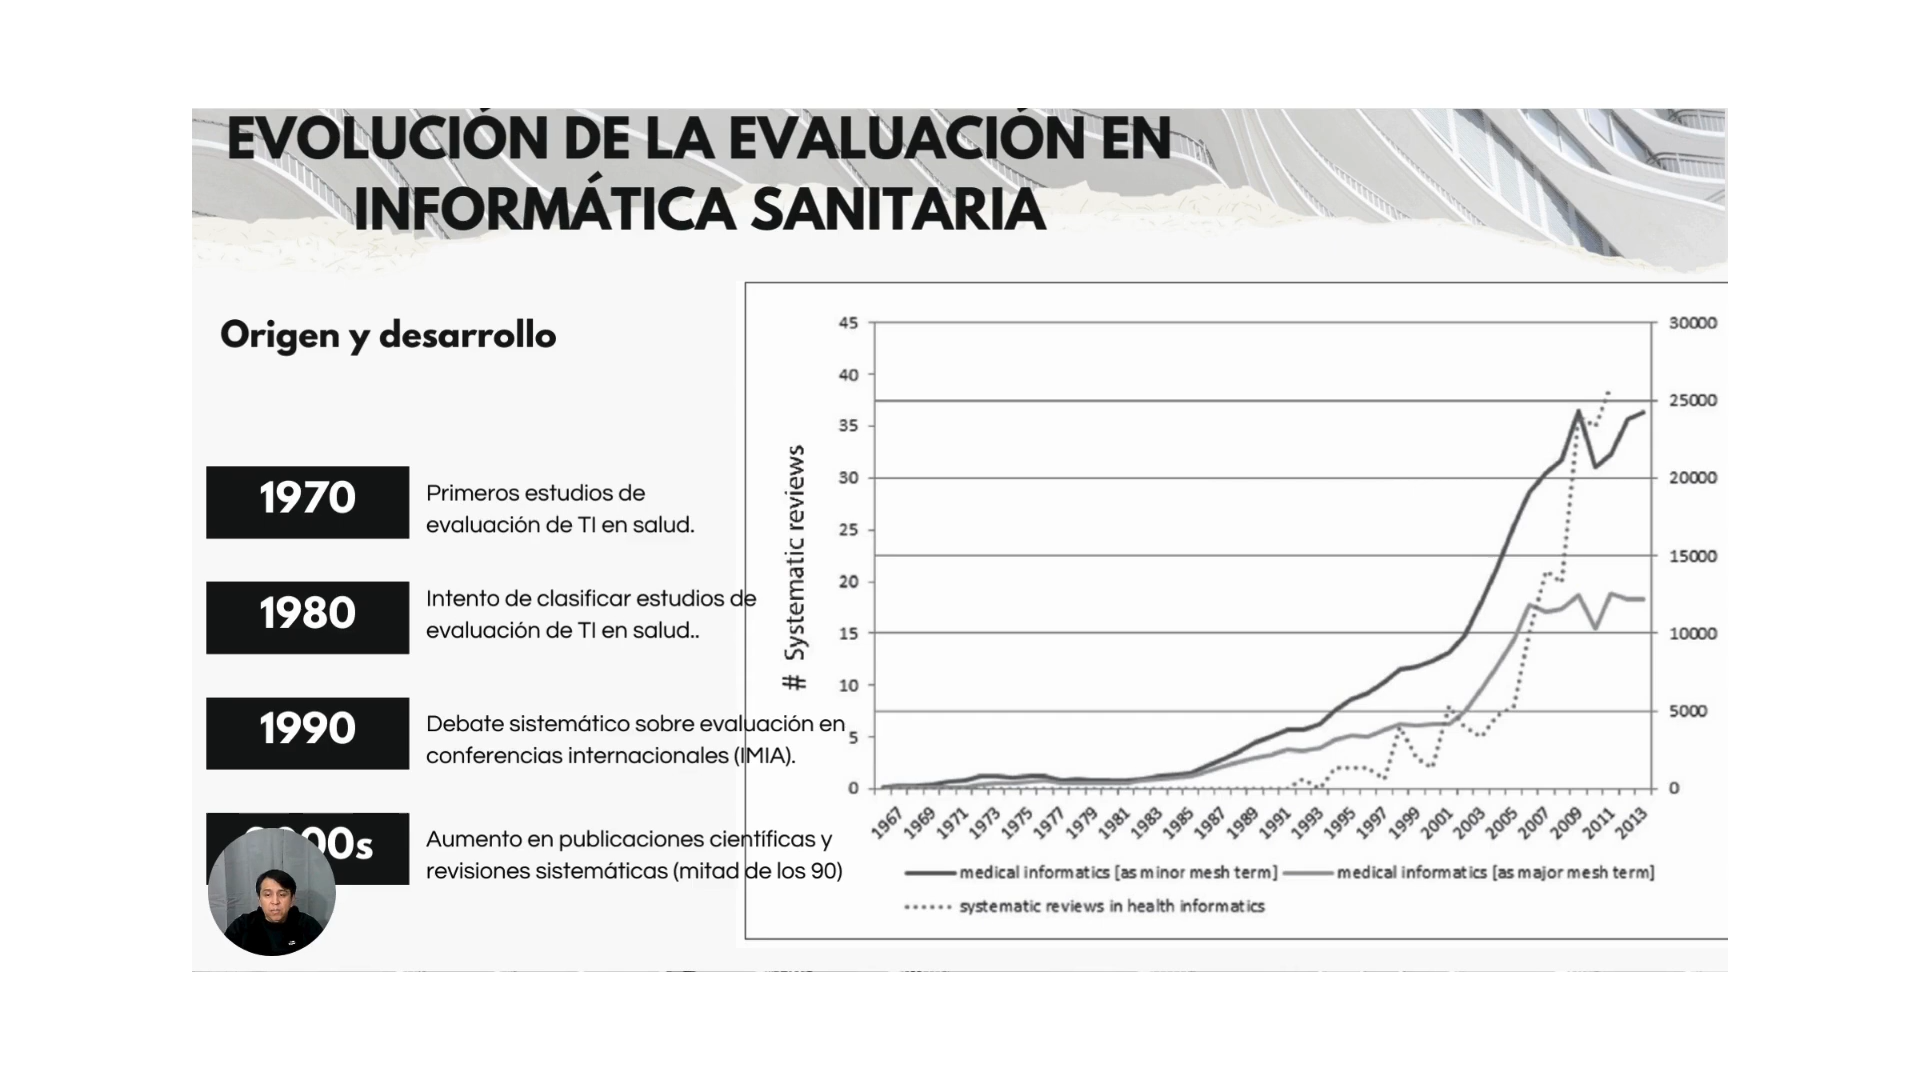 EVOLUCIÓN DE LA EVALUACIÓN EN
INFORMÁTICA SANITARIA
Origen y desarrollo
1970
Primeros estudios de
evaluación de TI en salud.
1980
Intento de clasificar estudios de
evaluación de TI en salud..
1990
Debate sistemático sobre evaluación en
conferencias internacionales (IMIA).
00s
Aumento en publicaciones científicas y
revisiones sistemáticas (mitad de los 90)
# Systematic reviews
45
40
35
30
25
20
15
10
5
0
30000
25000
20000
15000
10000
5000
0
1967 1969 1971 1973 1975 1977 1979 1981 1983 1985 1987 1989 1991 1993 1995 1997 1999 2001 2003 2005 2007 2009 2011 2013
medical informatics [as minor mesh term] medical informatics [as major mesh term]
systematic reviews in health informatics